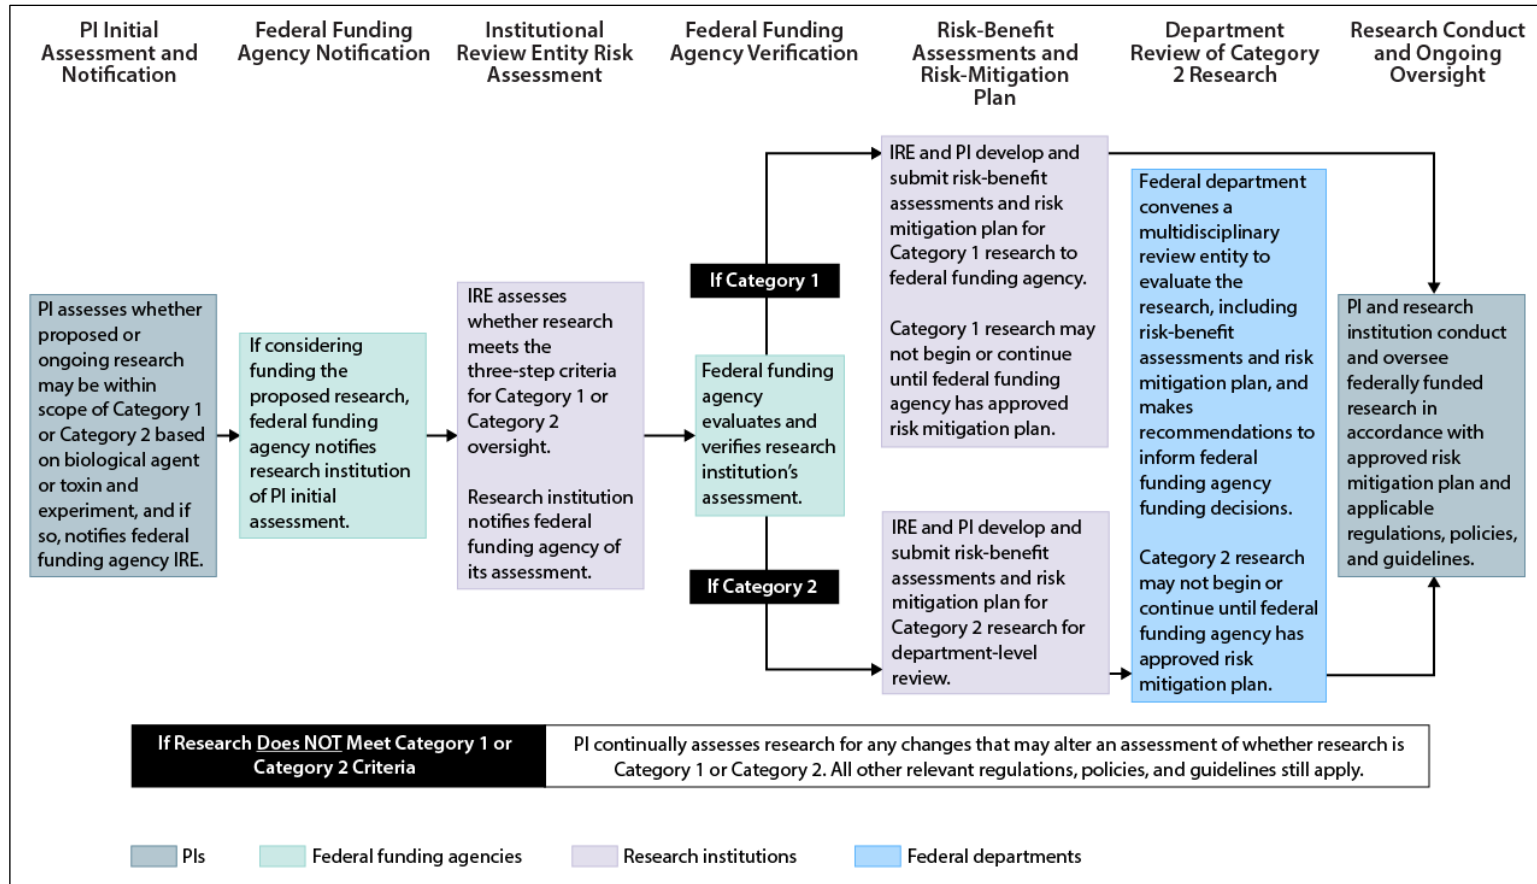 PI Initial
Assessment and
Notification
Federal Funding
Agency Notification
Institutional
Review Entity Risk
Assessment
Federal Funding
Agency Verification
Risk-Benefit
Assessments and
Risk-Mitigation
Plan
Department
Review of Category
2 Research
Research Conduct
and Ongoing
Oversight
PI assesses whether
proposed or
ongoing research
may be within
scope of Category 1
or Category 2 based
on biological agent
or toxin and
experiment, and if
so, notifies federal
funding agency IRE.
If considering
funding the
proposed research,
federal funding
agency notifies
research institution
of PI initial
assessment.
IRE assesses
whether research
meets the
three-step criteria
for Category 1 or
Category 2
oversight.
Research institution
notifies federal
funding agency of
its assessment.
If Category 1
Federal funding
agency
evaluates and
verifies research
institution’s
assessment.
If Category 2
IRE and PI develop and
submit risk-benefit
assessments and risk
mitigation plan for
Category 1 research to
federal funding agency.
Category 1 research may
not begin or continue
until federal funding
agency has approved
risk mitigation plan.
IRE and PI develop and
submit risk-benefit
assessments and risk
mitigation plan for
Category 2 research for
department-level
review.
Federal department
convenes a
multidisciplinary
review entity to
evaluate the
research, including
risk-benefit
assessments and risk
mitigation plan, and
makes
recommendations to
inform federal
funding agency
funding decisions.
Category 2 research
may not begin or
continue until federal
funding agency has
approved risk
mitigation plan.
PI and research
institution conduct
and oversee
federally funded
research in
accordance with
approved risk
mitigation plan and
applicable
regulations, policies,
and guidelines.
If Research Does NOT Meet Category 1 or
Category 2 Criteria
PI continually assesses research for any changes that may alter an assessment of whether research is
Category 1 or Category 2. All other relevant regulations, policies, and guidelines still apply.
PIs
Federal funding agencies
Research institutions
Federal departments